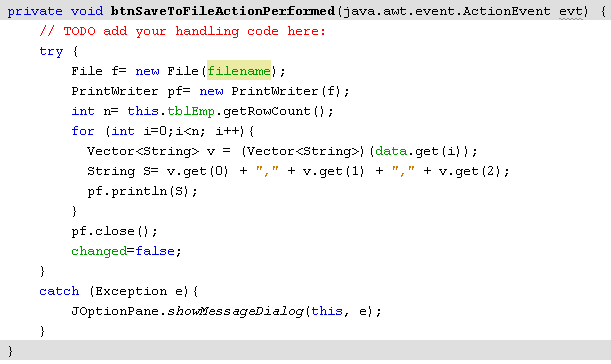 private void btnSaveToFileActionPerformed(java.awt.event.ActionEvent evt) {
    // TODO add your handling code here:
    try {
        File f= new File(filename);
        PrintWriter pf= new PrintWriter(f);
        int n= this.tblEmp.getRowCount();
        for (int i=0;i<n; i++){
          Vector<String> v = (Vector<String>)(data.get(i));
          String S= v.get(0) + "," + v.get(1) + "," + v.get(2);
          pf.println(S);
        }
        pf.close();
        changed=false;
    }
    catch (Exception e){
        JOptionPane.showMessageDialog(this, e);
    }
}